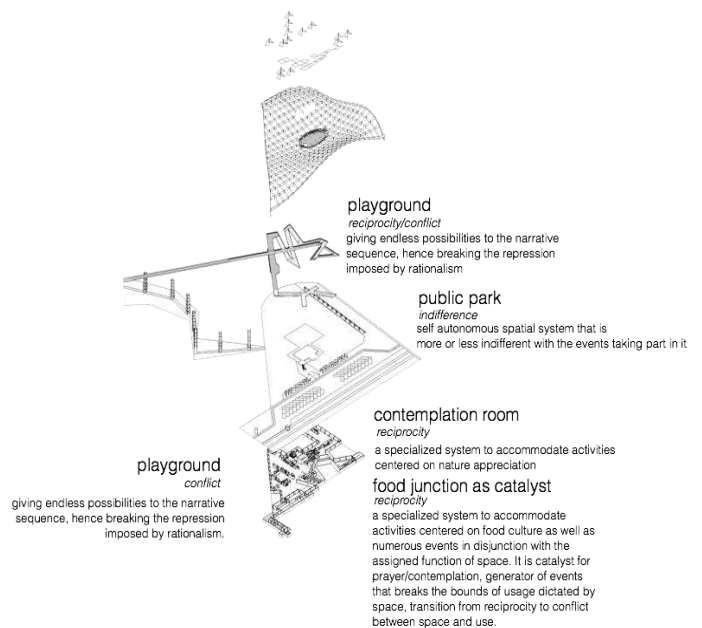 playground
reciprocity/conflict
giving endless possibilities to the narrative
sequence, hence breaking the repression
imposed by rationalism
public park
indifference
self autonomous spatial system that is
more or less indifferent with the events taking part in it
contemplation room
reciprocity
a specialized system to accommodate activities
centered on nature appreciation
playground
conflict
giving endless possibilities to the narrative
sequence, hence breaking the repression
imposed by rationalism.
food junction as catalyst
reciprocity
a specialized system to accommodate
activities centered on food culture as well as
numerous events in disjunction with the
assigned function of space. It is catalyst for
prayer/contemplation, generator of events
that breaks the bounds of usage dictated by
space, transition from reciprocity to conflict
between space and use.